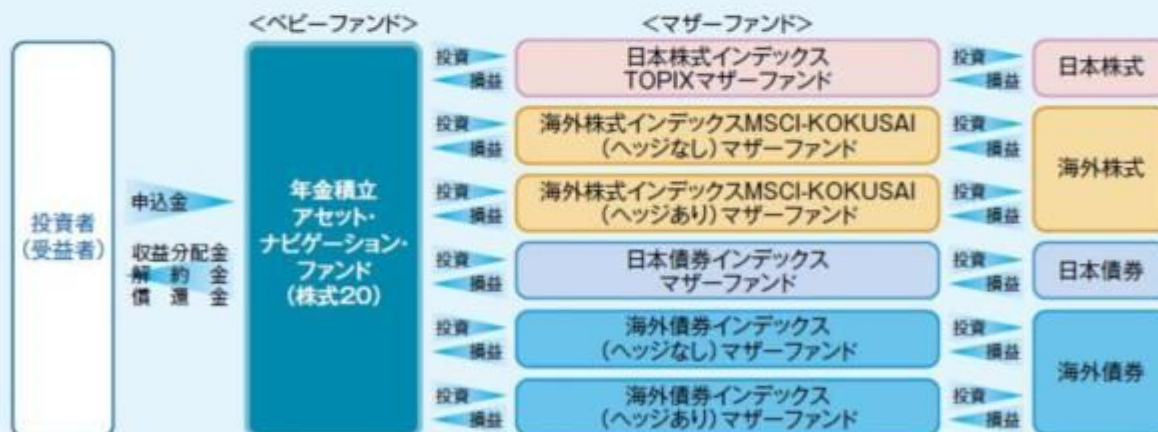 ＜ベビーファンド＞
＜マザーファンド＞
投資者
(受益者)
申込金
収益分配金
解約金
償還金
年金積立
アセット・
ナビゲーション・
ファンド
(株式20)
投資
損益
日本株式インデックス
TOPIXマザーファンド
投資
損益
日本株式
投資
損益
海外株式インデックスMSCI-KOKUSAI
(ヘッジなし)マザーファンド
投資
損益
海外株式
投資
損益
海外株式インデックスMSCI-KOKUSAI
(ヘッジあり)マザーファンド
投資
損益
投資
損益
日本債券インデックス
マザーファンド
投資
損益
日本債券
投資
損益
海外債券インデックス
(ヘッジなし)マザーファンド
投資
損益
海外債券
投資
損益
海外債券インデックス
(ヘッジあり)マザーファンド
投資
損益